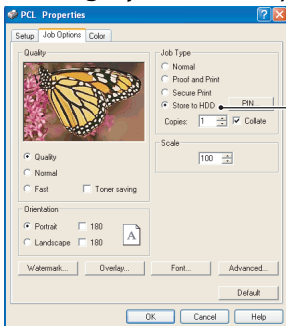 PCL Properties
Setup Job Options Color
Quality
Quality
Normal
Fast Toner saving
Orientation
Portrait 180
Landscape 180
A
Job Type
Normal
Proof and Print
Secure Print
Store to HDD PIN...
Copies: 1 Collate
Scale
100
Watermark... Overlay... Font... Advanced...
Default
OK Cancel Help